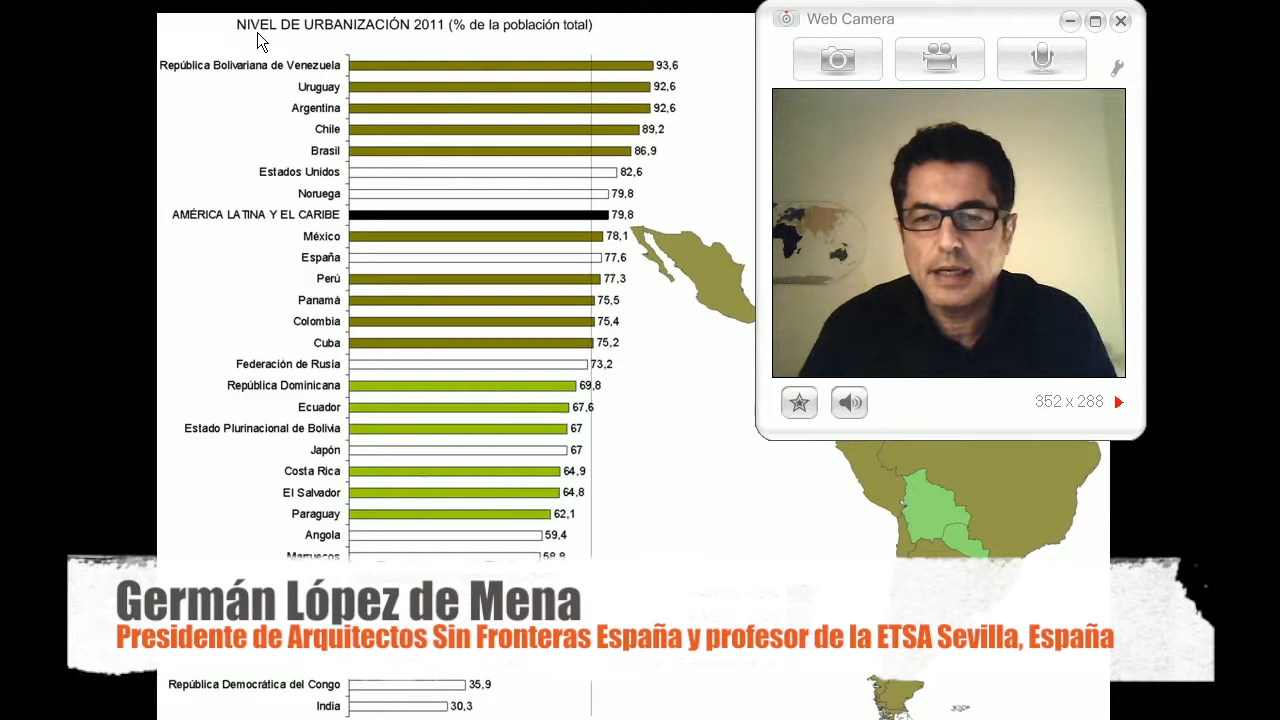 NIVEL DE URBANIZACIÓN 2011 (% de la población total)
República Bolivariana de Venezuela 93,6
Uruguay 92,6
Argentina 92,6
Chile 89,2
Brasil 86,9
Estados Unidos 82,6
Noruega 79,8
AMÉRICA LATINA Y EL CARIBE 79,8
México 78,1
España 77,6
Perú 77,3
Panamá 75,5
Colombia 75,4
Cuba 75,2
Federación de Rusia 73,2
República Dominicana 69,8
Ecuador 67,6
Estado Plurinacional de Bolivia 67
Japón 67
Costa Rica 64,9
El Salvador 64,8
Paraguay 62,1
Angola 59,4
Marruecos 58,8
República Democrática del Congo 35,9
India 30,3
Web Camera
352 x 288
Germán López de Mena
Presidente de Arquitectos Sin Fronteras España y profesor de la ETSA Sevilla, España